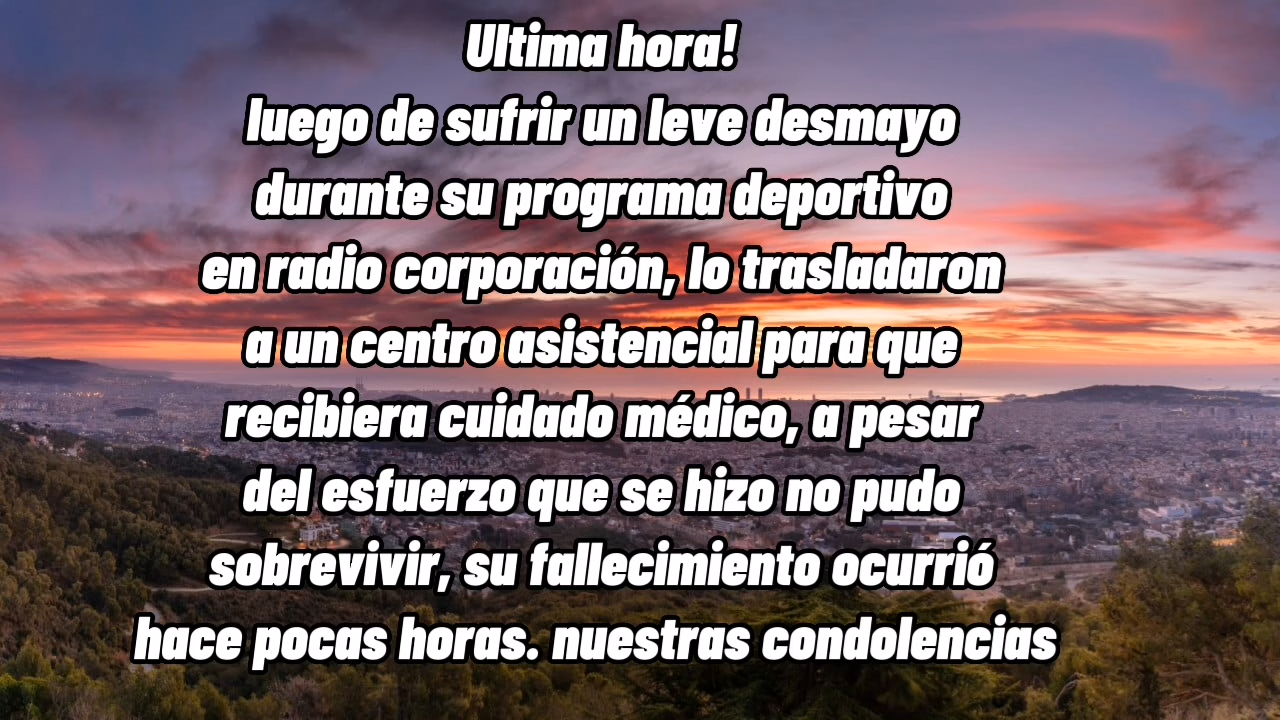 Ultima hora!
luego de sufrir un leve desmayo
durante su programa deportivo
en radio corporación, lo trasladaron
a un centro asistencial para que
recibiera cuidado médico, a pesar
del esfuerzo que se hizo no pudo
sobrevivir, su fallecimiento ocurrió
hace pocas horas. nuestras condolencias